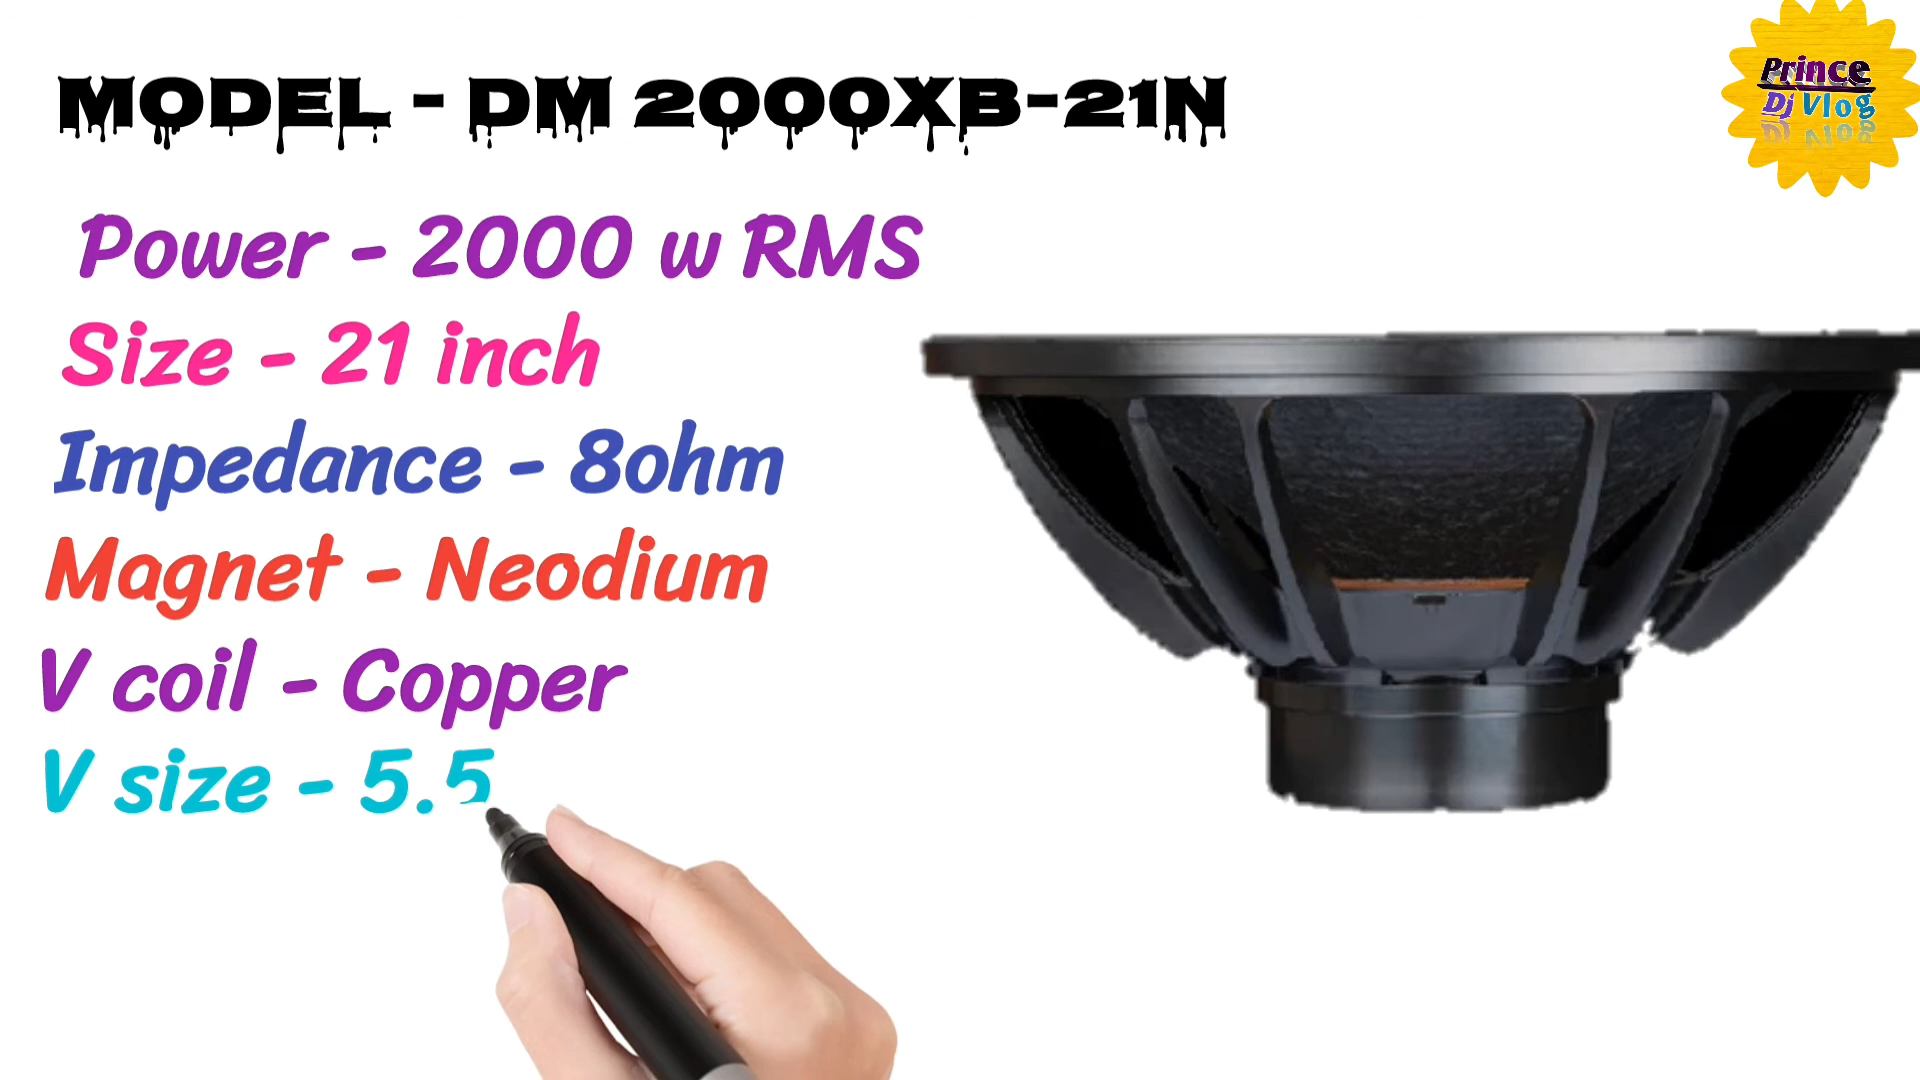 MODEL - DM 2000XB-21N
Prince
Dj Vlog
Power - 2000 w RMS
Size - 21 inch
Impedance - 8ohm
Magnet - Neodium
V coil - Copper
V size - 5.5